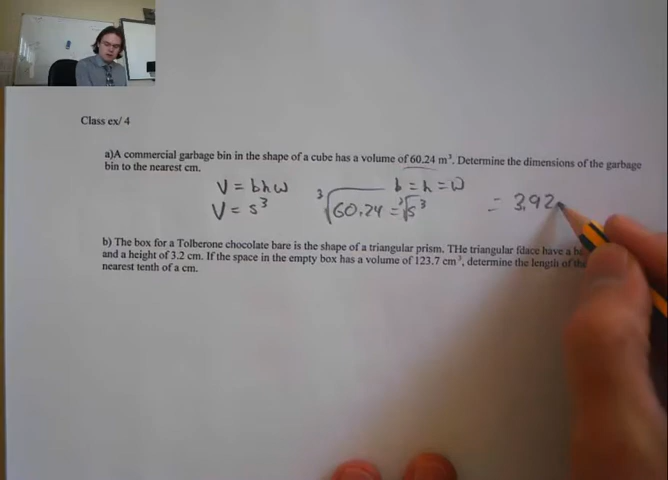 Class ex/ 4
a)A commercial garbage bin in the shape of a cube has a volume of 60.24 m³. Determine the dimensions of the garbage
bin to the nearest cm.
V = bhw
b = h = w
V = s³
∛60.24 = ∛s³
= 3.92
b) The box for a Tolberone chocolate bare is the shape of a triangular prism. THe triangular fdace have a
and a height of 3.2 cm. If the space in the empty box has a volume of 123.7 cm³, determine the length of the
nearest tenth of a cm.